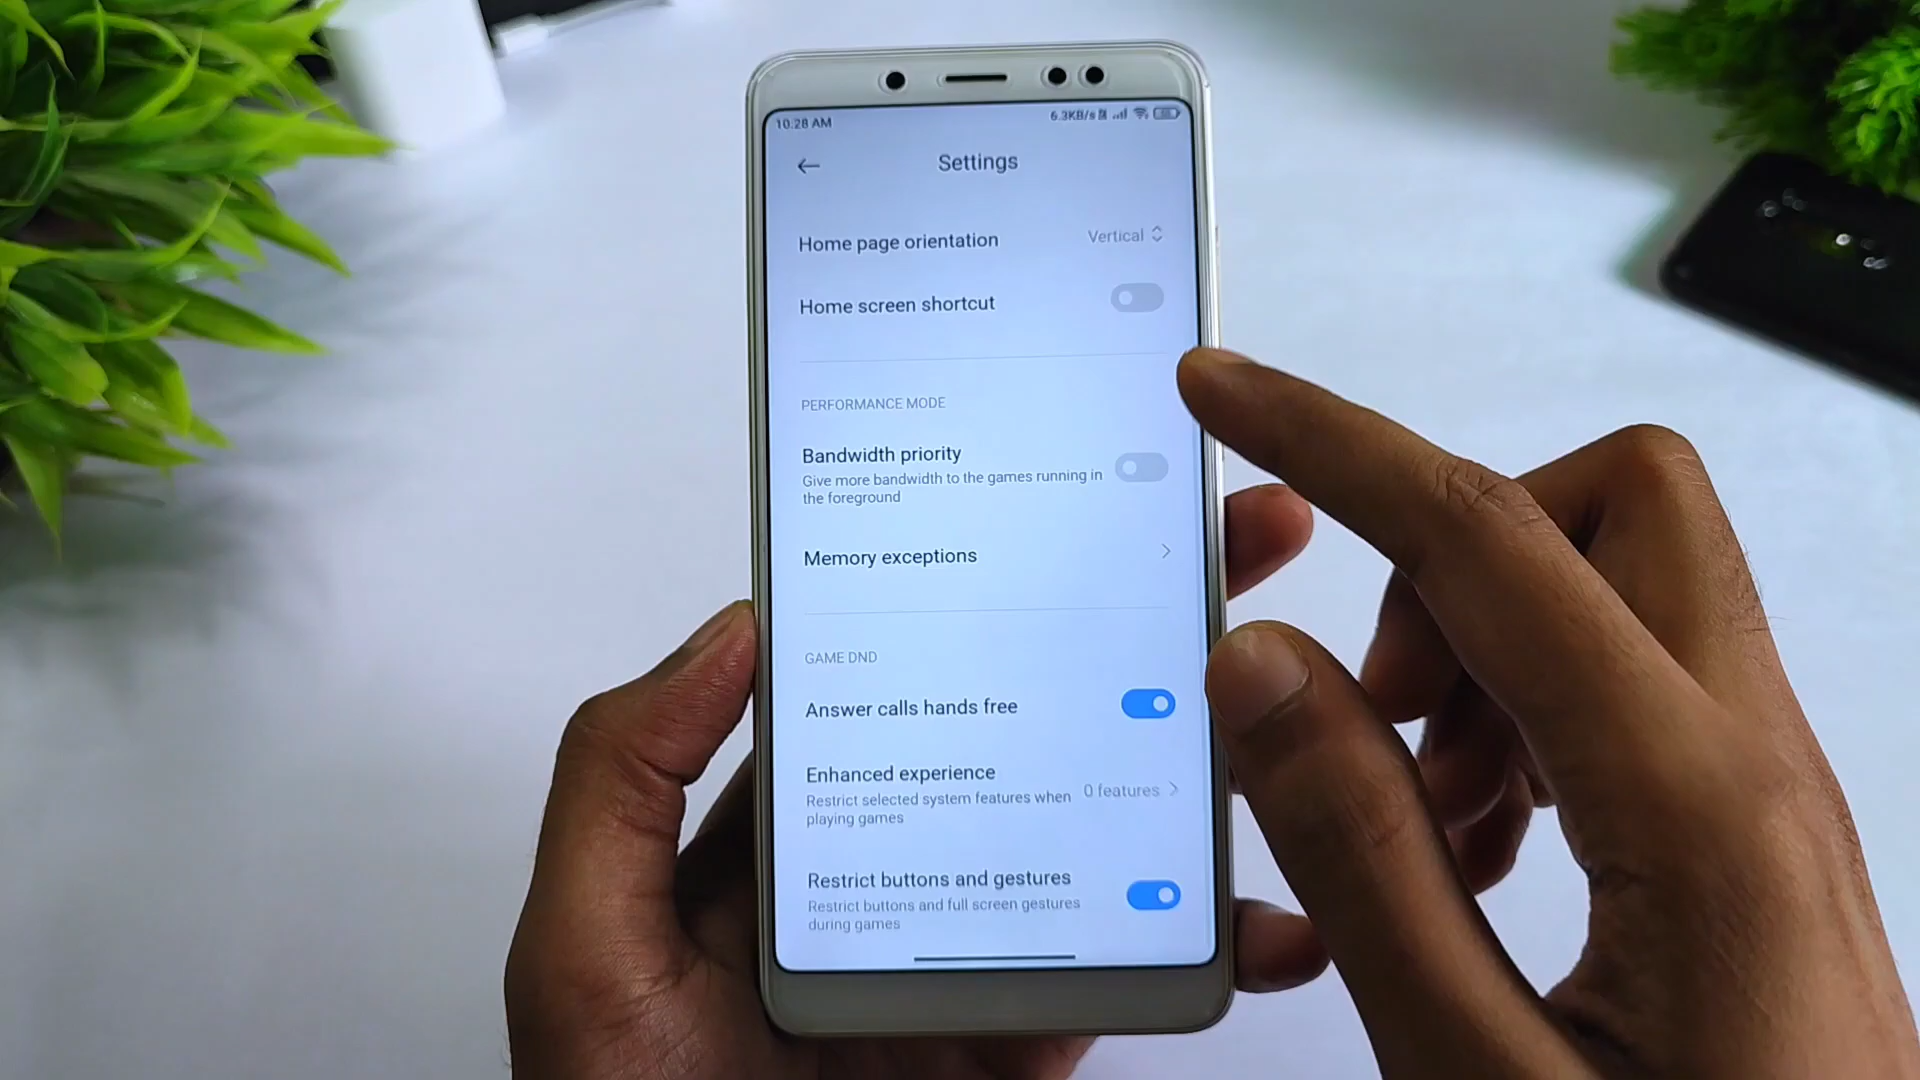 10.28 AM
6.3KB/s
Settings
Home page orientation
Vertical
Home screen shortcut
PERFORMANCE MODE
Bandwidth priority
Give more bandwidth to the games running in
the foreground
Memory exceptions
GAME DND
Answer calls hands free
Enhanced experience
Restrict selected system features when
playing games
0 features
Restrict buttons and gestures
Restrict buttons and full screen gestures
during games